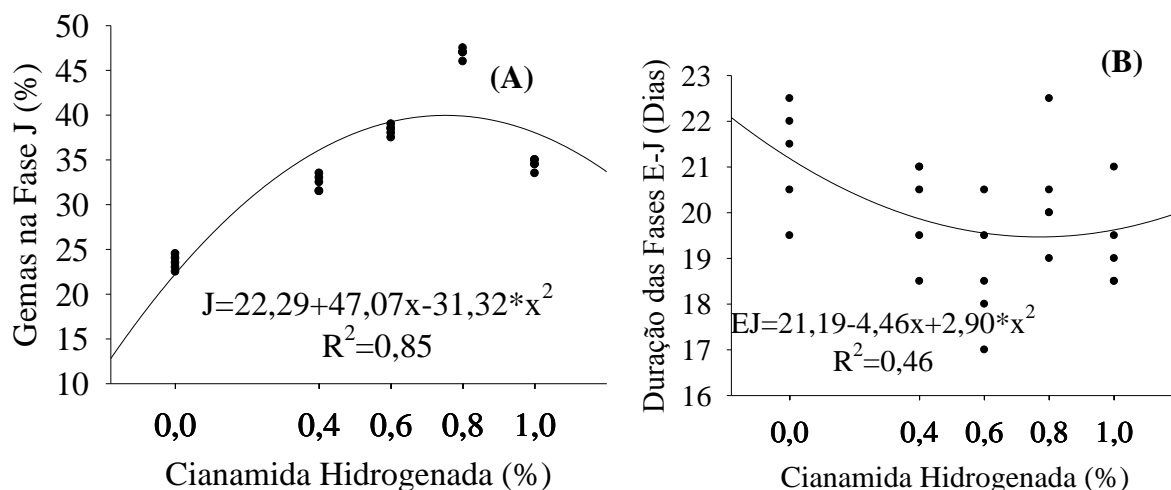 Gemas na Fase J (%)
50
45
40
35
30
25
20
15
10
(A)
J=22,29+47,07x-31,32*x²
R²=0,85
0,0 0,4 0,6 0,8 1,0
Cianamida Hidrogenada (%)
Duração das Fases E-J (Dias)
23
22
21
20
19
18
17
16
(B)
EJ=21,19-4,46x+2,90*x²
R²=0,46
0,0 0,4 0,6 0,8 1,0
Cianamida Hidrogenada (%)